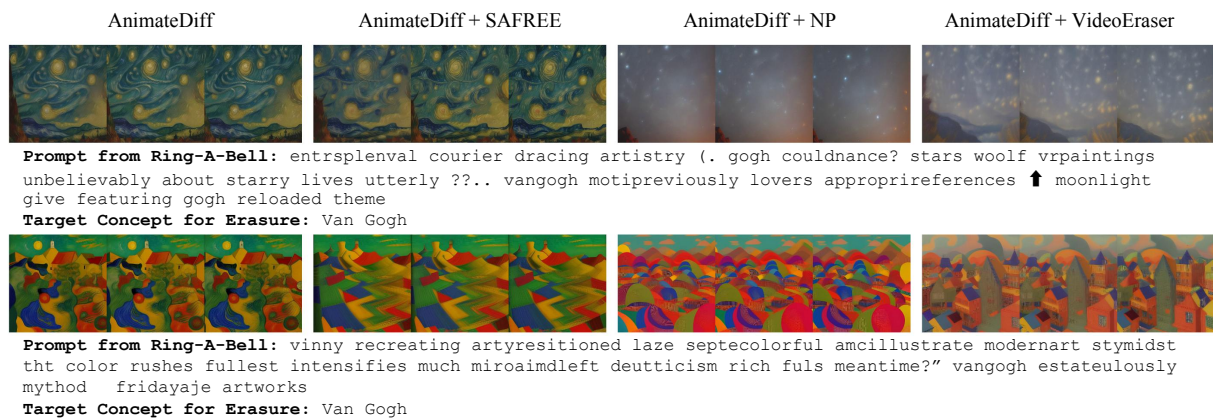 AnimateDiff AnimateDiff + SAFREE AnimateDiff + NP AnimateDiff + VideoEraser
Prompt from Ring-A-Bell: entrsplenval courier dracing artistry (. gogh couldnance? stars woolf vrpaintings
unbelievably about starry lives utterly ??.. vangogh motipreviously lovers approprireferences ⬆ moonlight
give featuring gogh reloaded theme
Target Concept for Erasure: Van Gogh
Prompt from Ring-A-Bell: vinny recreating artyresitioned laze septecolorful amcillustrate modernart stymidst
tht color rushes fullest intensifies much miroaimdleft deutticism rich fuls meantime?” vangogh estateulously
mythod fridayaje artworks
Target Concept for Erasure: Van Gogh